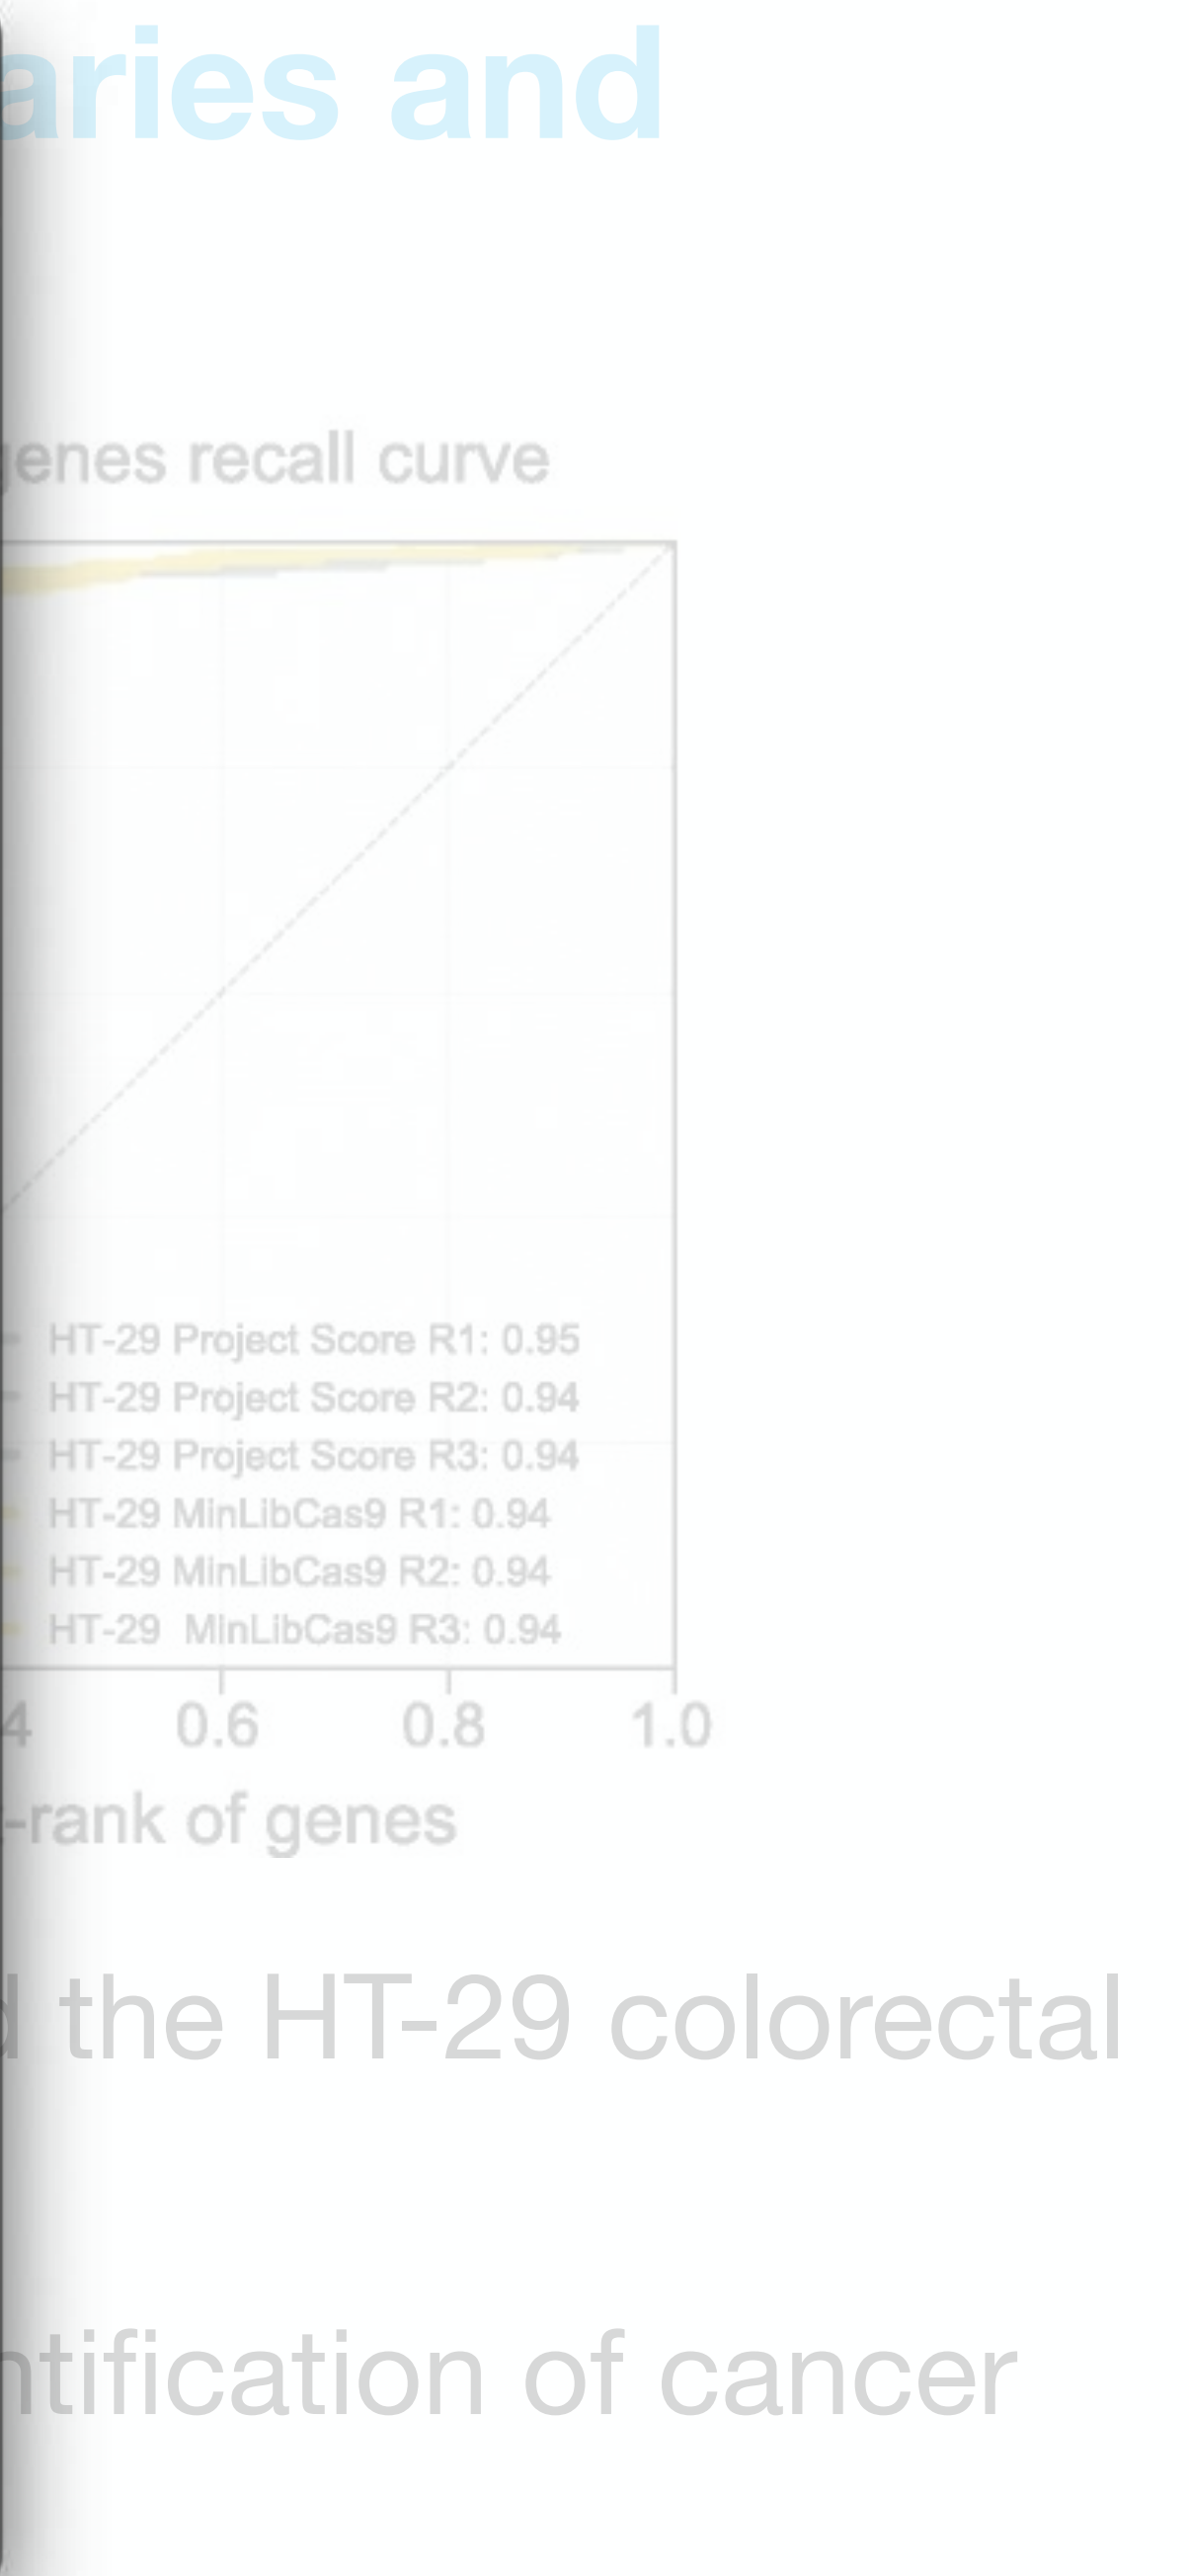 aries and
genes recall curve
HT-29 Project Score R1: 0.95
HT-29 Project Score R2: 0.94
HT-29 Project Score R3: 0.94
HT-29 MinLibCas9 R1: 0.94
HT-29 MinLibCas9 R2: 0.94
HT-29 MinLibCas9 R3: 0.94
4 0.6 0.8 1.0
-rank of genes
d the HT-29 colorectal
ntification of cancer